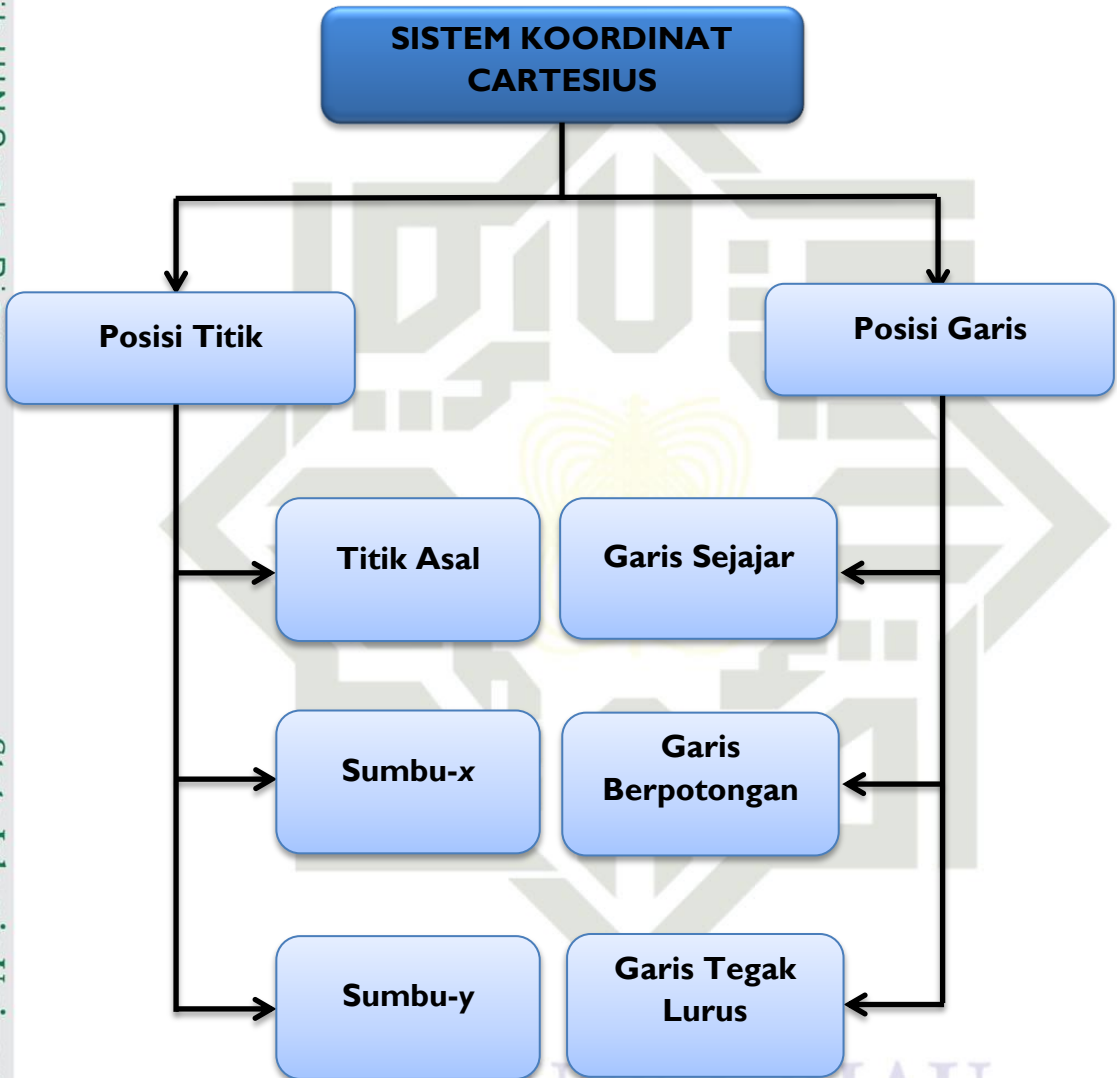 SISTEM KOORDINAT
CARTESIUS
Posisi Titik
Posisi Garis
Titik Asal
Garis Sejajar
Sumbu-x
Garis
Berpotongan
Sumbu-y
Garis Tegak
Lurus